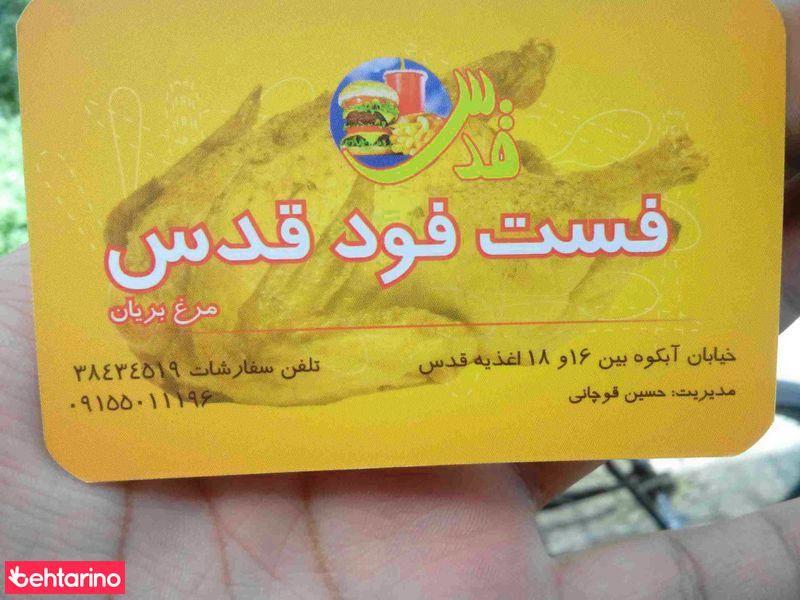 قدس
فست فود قدس
مرغ بریان
خیابان آبکوه بین ۱۶و ۱۸ اغذیه قدس
تلفن سفارشات ۳۸۴۳۴۵۱۹
مدیریت: حسین قوچانی
۰۹۱۵۵۰۱۱۱۹۶
behtarino